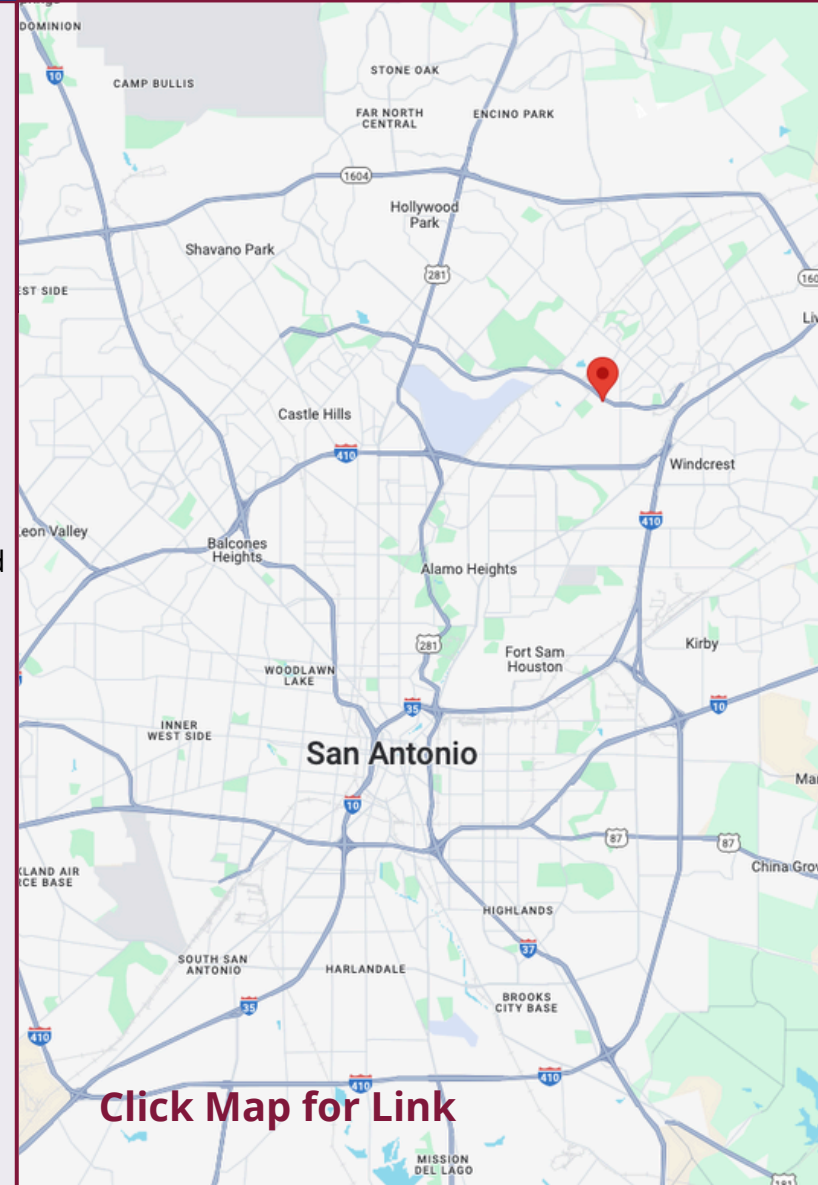 DOMINION
10
CAMP BULLIS
STONE OAK
FAR NORTH
CENTRAL
ENCINO PARK
1604
Hollywood
Park
Shavano Park
281
EST SIDE
160
Liv
Castle Hills
410
Windcrest
410
Leon Valley
Balcones
Heights
Alamo Heights
281
Fort Sam
Houston
Kirby
WOODLAWN
LAKE
35
10
INNER
WEST SIDE
San Antonio
10
Mar
87
87
China Grov
KLAND AIR
RCE BASE
HIGHLANDS
37
SOUTH SAN
ANTONIO
HARLANDALE
35
BROOKS
CITY BASE
410
410
410
Click Map for Link
MISSION
DEL LAGO
181